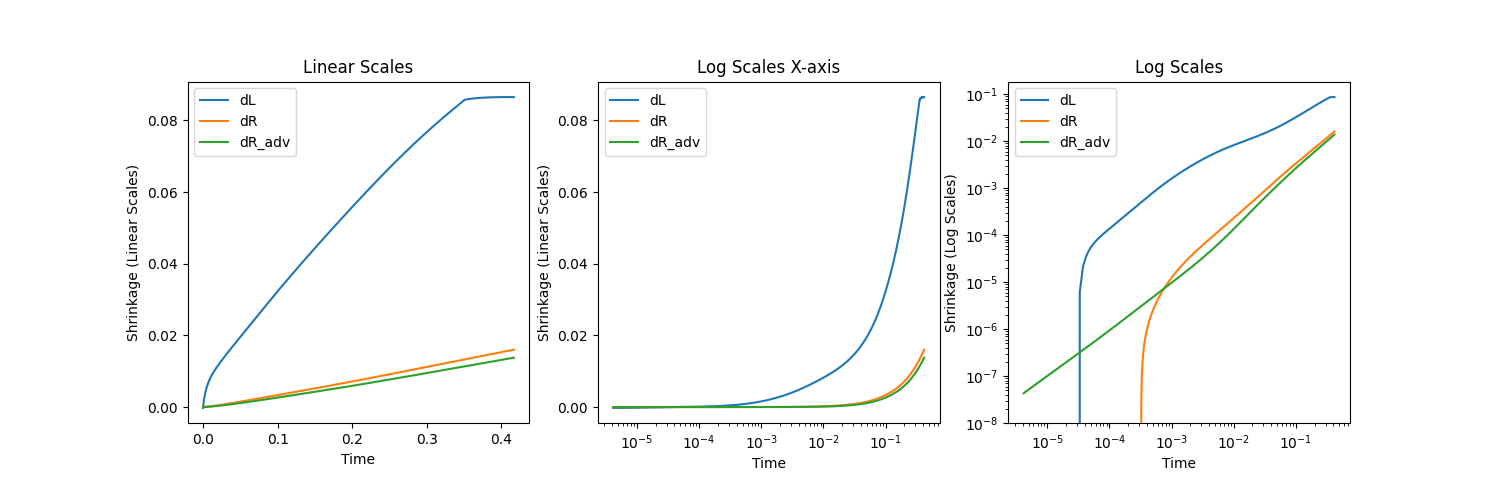 Linear Scales
Shrinkage (Linear Scales)
0.08
0.06
0.04
0.02
0.00
dL
dR
dR_adv
0.0 0.1 0.2 0.3 0.4
Time
Log Scales X-axis
Shrinkage (Linear Scales)
0.08
0.06
0.04
0.02
0.00
dL
dR
dR_adv
10⁻⁵ 10⁻⁴ 10⁻³ 10⁻² 10⁻¹
Time
Log Scales
Shrinkage (Log Scales)
10⁻¹
10⁻²
10⁻³
10⁻⁴
10⁻⁵
10⁻⁶
10⁻⁷
10⁻⁸
dL
dR
dR_adv
10⁻⁵ 10⁻⁴ 10⁻³ 10⁻² 10⁻¹
Time